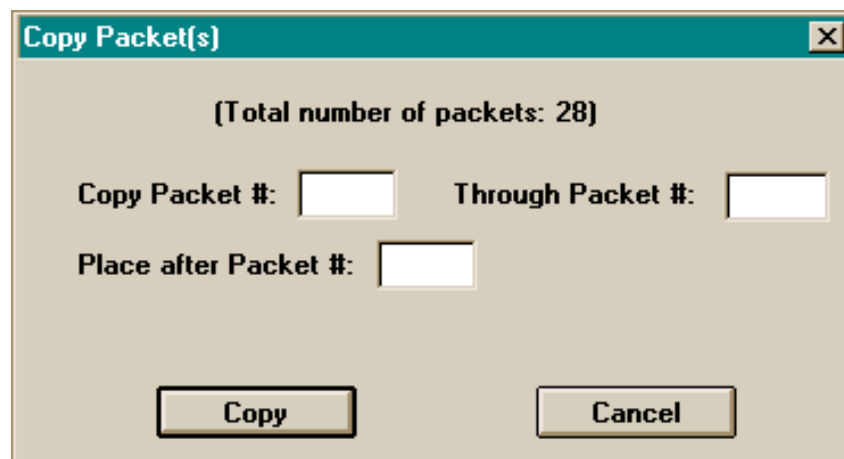 Copy Packet(s)
(Total number of packets: 28)
Copy Packet #: Through Packet #:
Place after Packet #:
Copy Cancel